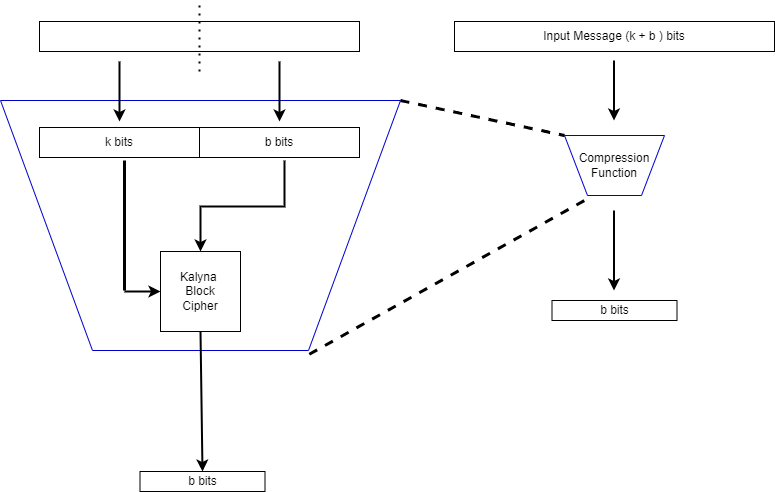 Input Message (k + b ) bits
k bits
b bits
Compression
Function
Kalyna
Block
Cipher
b bits
b bits